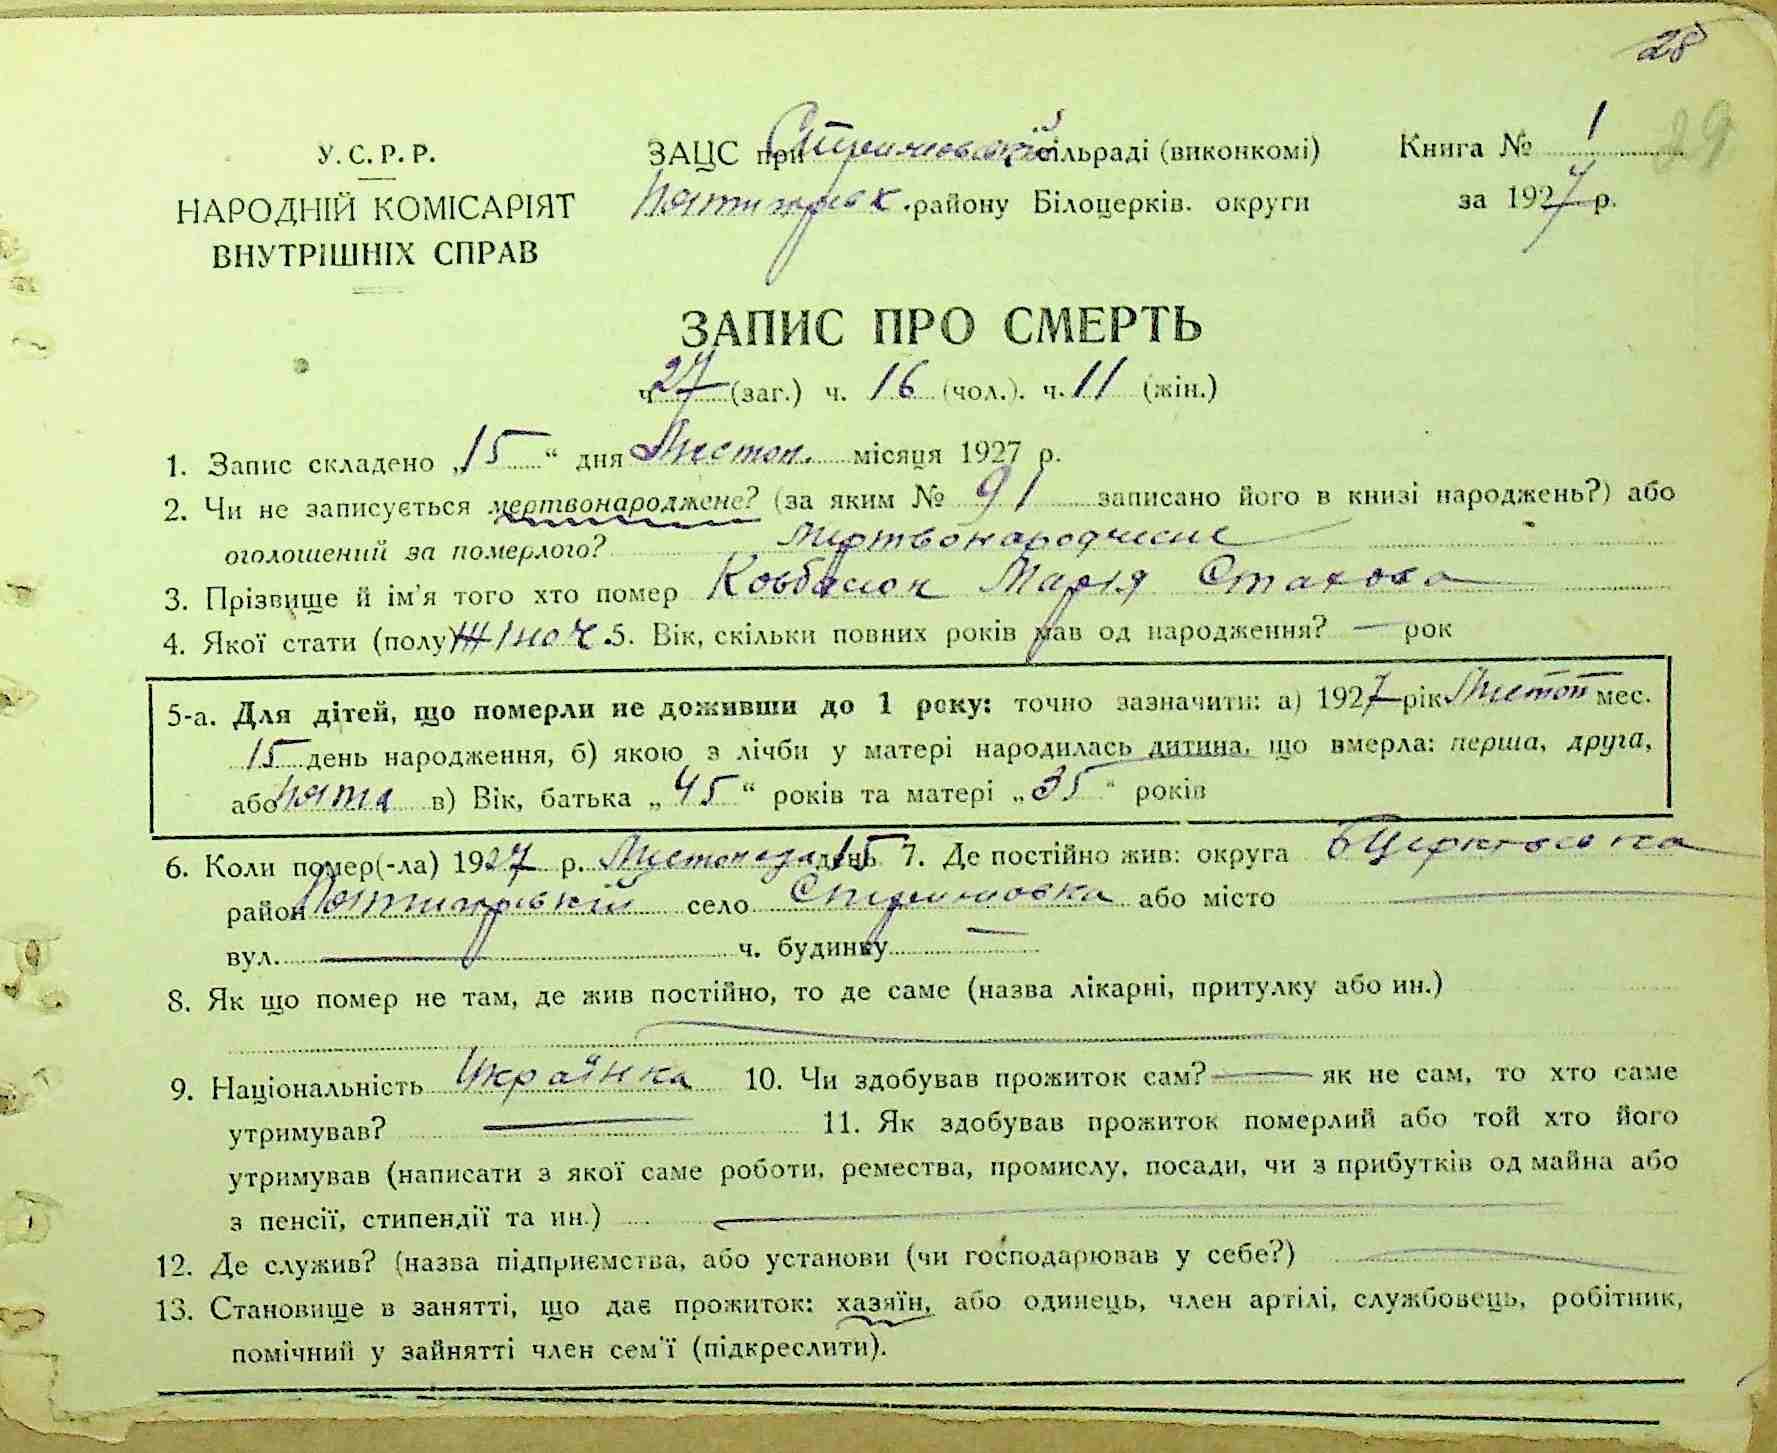 28
29
У. С. Р. Р.
НАРОДНІЙ КОМІСАРІЯТ
ВНУТРІШНІХ СПРАВ
ЗАЦС при сільраді (виконкомі)
району Білоцерків. округи
Книга № 1
за 1927 р.
ЗАПИС ПРО СМЕРТЬ
ч 27 (заг.) ч. 16 (чол.). ч. 11 (жін.)
1. Запис складено „15“ дня Листоп. місяця 1927 р.
2. Чи не записується мертвонароджене? (за яким № 91 записано його в книзі народжень?) або
оголошений за померлого? мертвонародчене
3. Прізвище й ім'я того хто помер Марія Стахова
4. Якої стати (полу) жіноч. 5. Вік, скільки повних років мав од народження? — рок
5-а. Для дітей, що померли не доживши до 1 року: точно зазначити: а) 1927 рік Листоп мес.
15 день народження, б) якою з лічби у матері народилась дитина, що вмерла: перша, друга,
або пята в) Вік, батька „45“ років та матері „35“ років
6. Коли помер(-ла) 1927 р. Листопада день 15 7. Де постійно жив: округа БЦерківська
район село або місто —
вул. — ч. будинку —
8. Як що помер не там, де жив постійно, то де саме (назва лікарні, притулку або ин.)
9. Національність Українка 10. Чи здобував прожиток сам? — як не сам, то хто саме
утримував? — 11. Як здобував прожиток померлий або той хто його
утримував (написати з якої саме роботи, ремества, промислу, посади, чи з прибутків од майна або
з пенсії, стипендії та ин.) —
12. Де служив? (назва підприємства, або установи (чи господарював у себе?) —
13. Становище в занятті, що дає прожиток: хазяїн, або одинець, член артілі, службовець, робітник,
помічний у зайнятті член сем'ї (підкреслити).